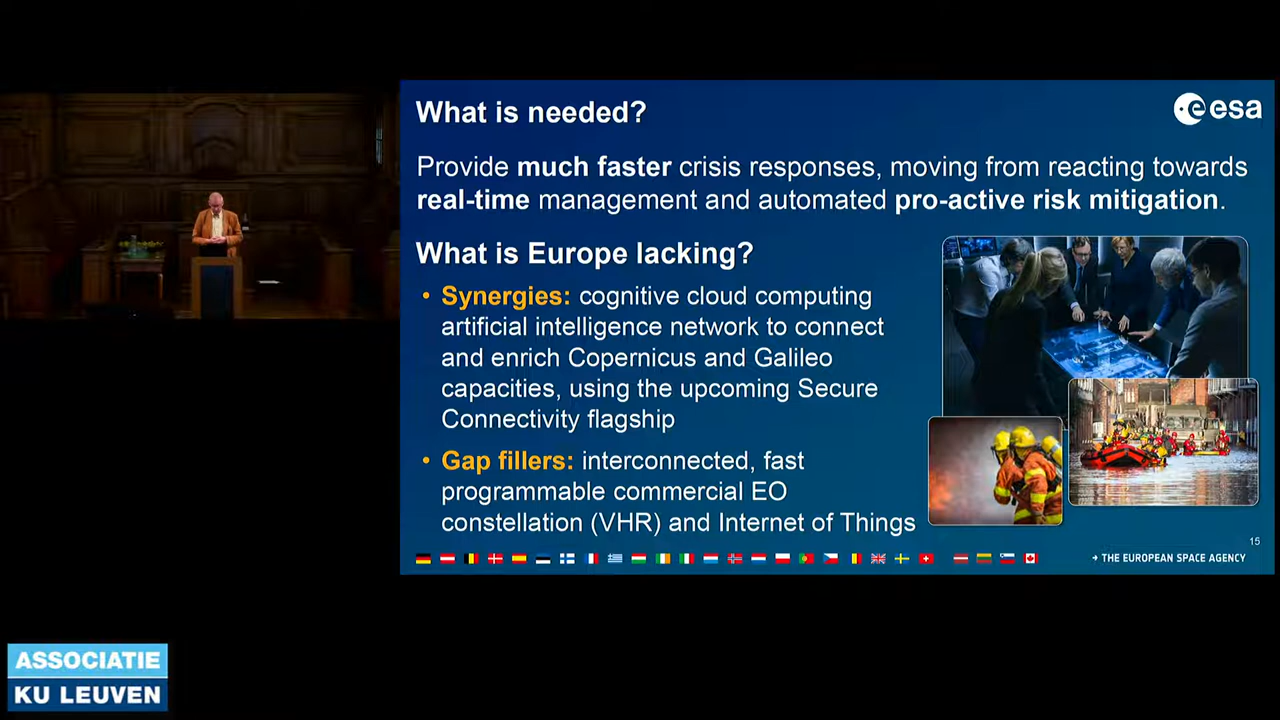 What is needed?
esa
Provide much faster crisis responses, moving from reacting towards
real-time management and automated pro-active risk mitigation.
What is Europe lacking?
• Synergies: cognitive cloud computing
artificial intelligence network to connect
and enrich Copernicus and Galileo
capacities, using the upcoming Secure
Connectivity flagship
• Gap fillers: interconnected, fast
programmable commercial EO
constellation (VHR) and Internet of Things
15
→ THE EUROPEAN SPACE AGENCY
ASSOCIATIE
KU LEUVEN